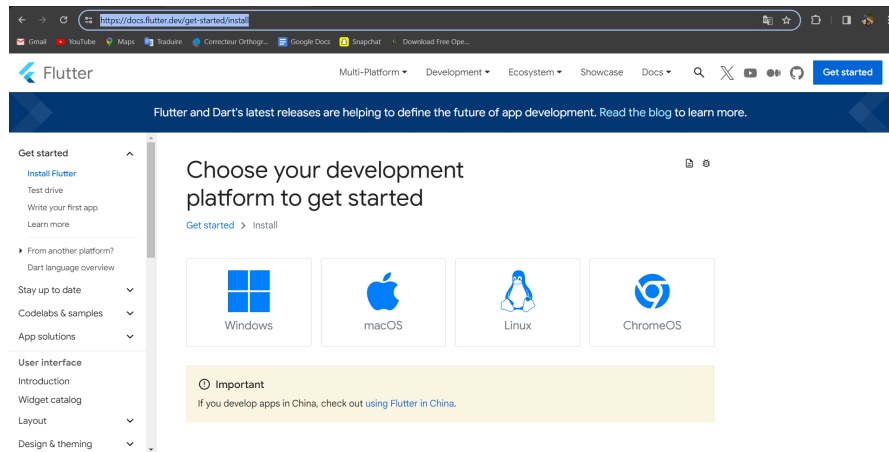 https://docs.flutter.dev/get-started/install
Gmail YouTube Maps Traduire Correcteur Orthogr... Google Docs Snapchat Download Free Ope...
Flutter Multi-Platform Development Ecosystem Showcase Docs Get started
Flutter and Dart's latest releases are helping to define the future of app development. Read the blog to learn more.
Get started
Install Flutter
Test drive
Write your first app
Learn more
From another platform?
Dart language overview
Stay up to date
Codelabs & samples
App solutions
User interface
Introduction
Widget catalog
Layout
Design & theming
Choose your development
platform to get started
Get started > Install
Windows macOS Linux ChromeOS
Important
If you develop apps in China, check out using Flutter in China.